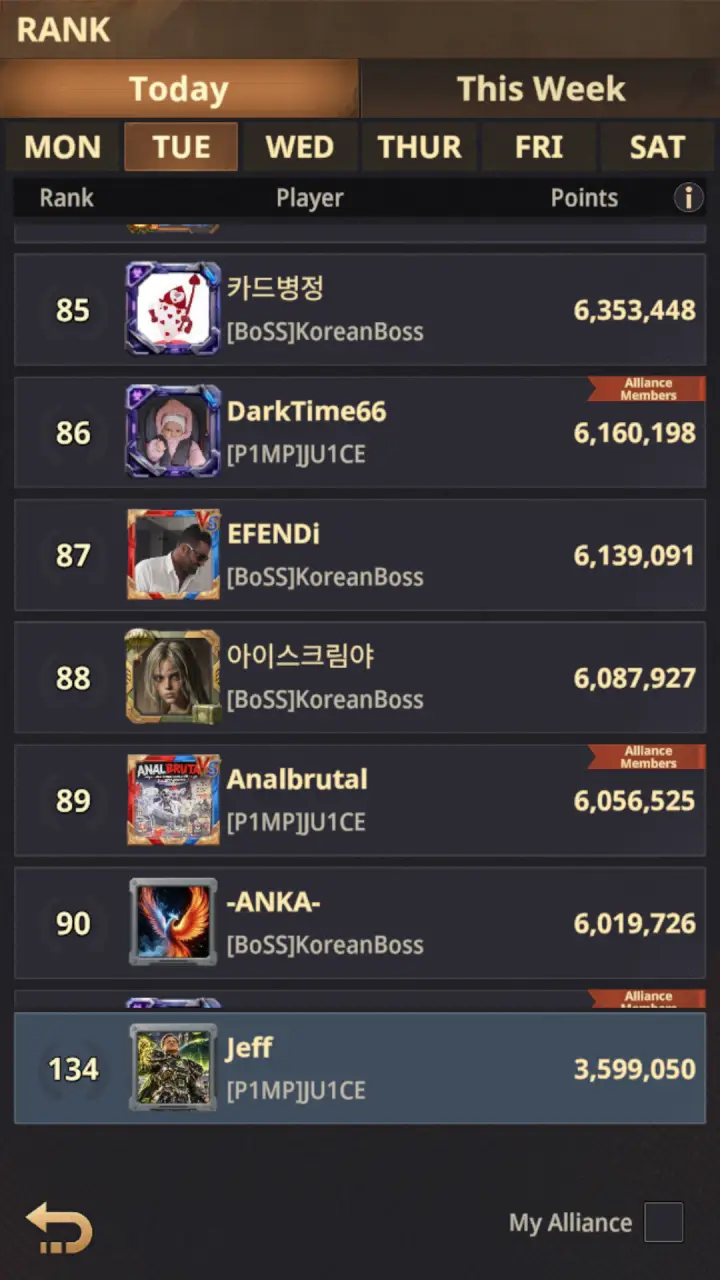 RANK
Today
This Week
MON
TUE
WED
THUR
FRI
SAT
Rank
Player
Points
i
85
카드병정
[BoSS]KoreanBoss
6,353,448
Alliance
Members
86
DarkTime66
[P1MP]JU1CE
6,160,198
87
EFENDi
[BoSS]KoreanBoss
6,139,091
88
아이스크림야
[BoSS]KoreanBoss
6,087,927
Alliance
Members
89
Analbrutal
[P1MP]JU1CE
6,056,525
90
-ANKA-
[BoSS]KoreanBoss
6,019,726
Alliance
Members
134
Jeff
[P1MP]JU1CE
3,599,050
My Alliance